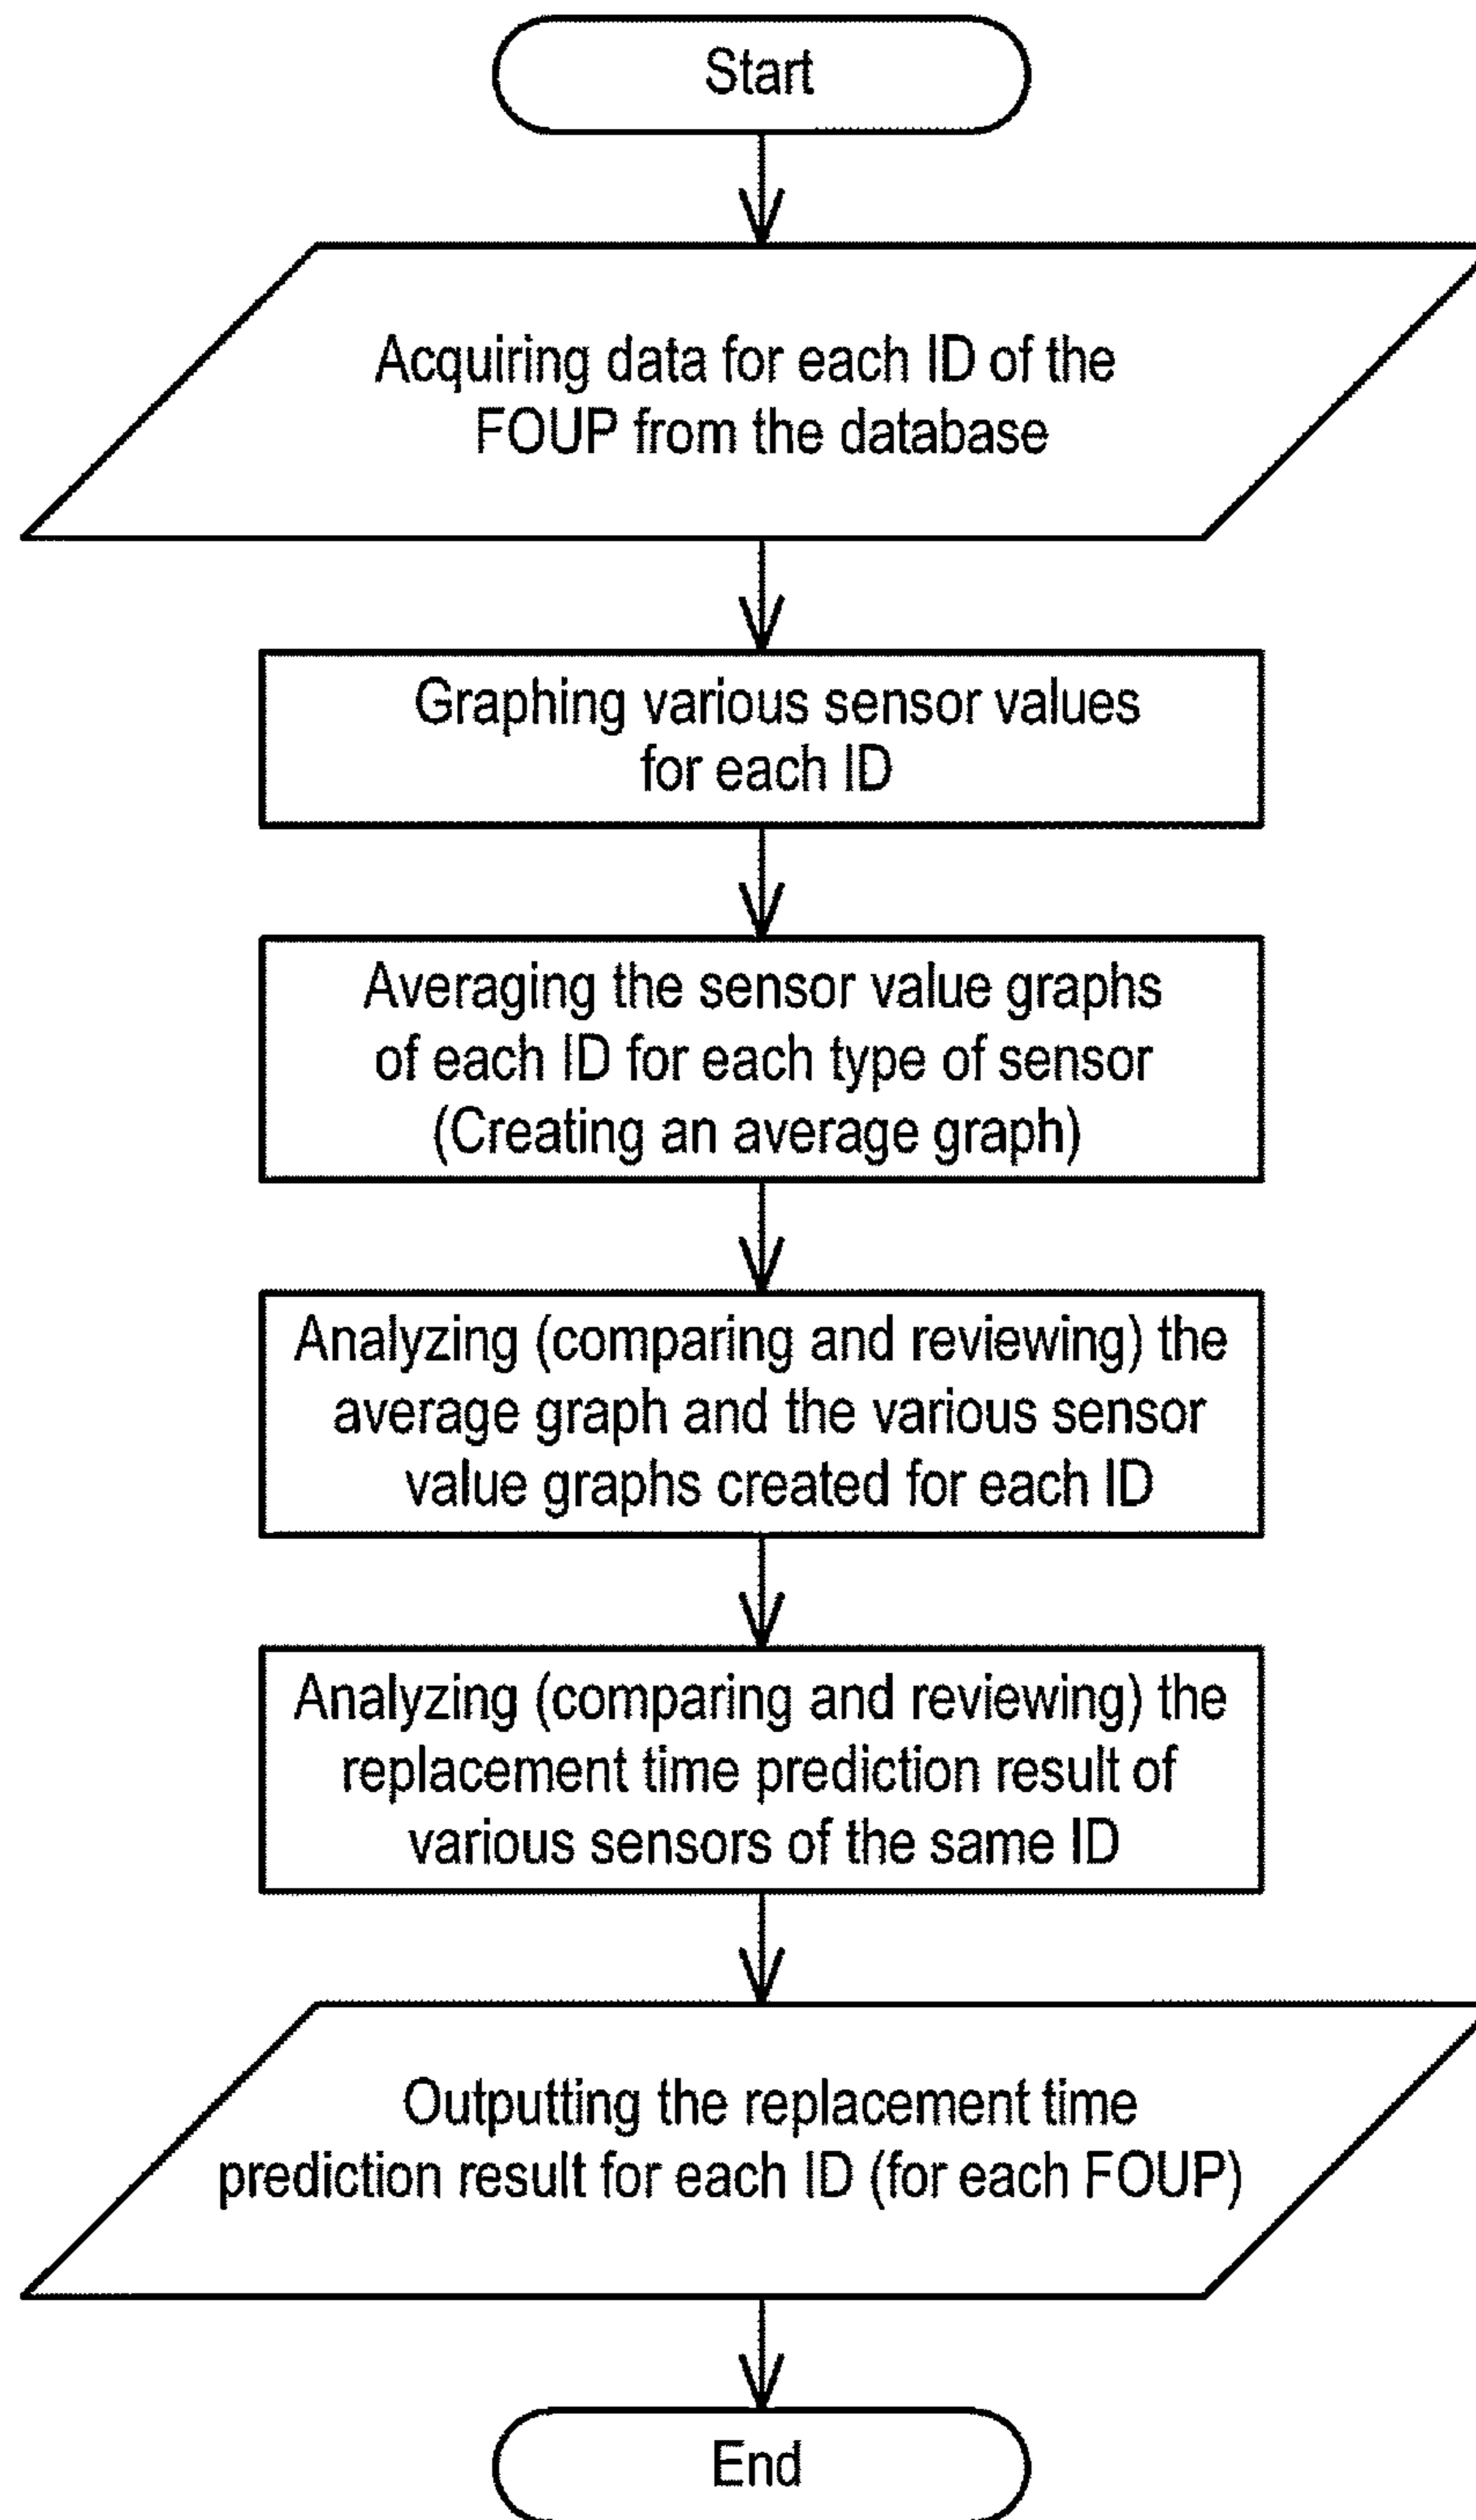 Start
Acquiring data for each ID of the
FOUP from the database
Graphing various sensor values
for each ID
Averaging the sensor value graphs
of each ID for each type of sensor
(Creating an average graph)
Analyzing (comparing and reviewing) the
average graph and the various sensor
value graphs created for each ID
Analyzing (comparing and reviewing) the
replacement time prediction result of
various sensors of the same ID
Outputting the replacement time
prediction result for each ID (for each FOUP)
End